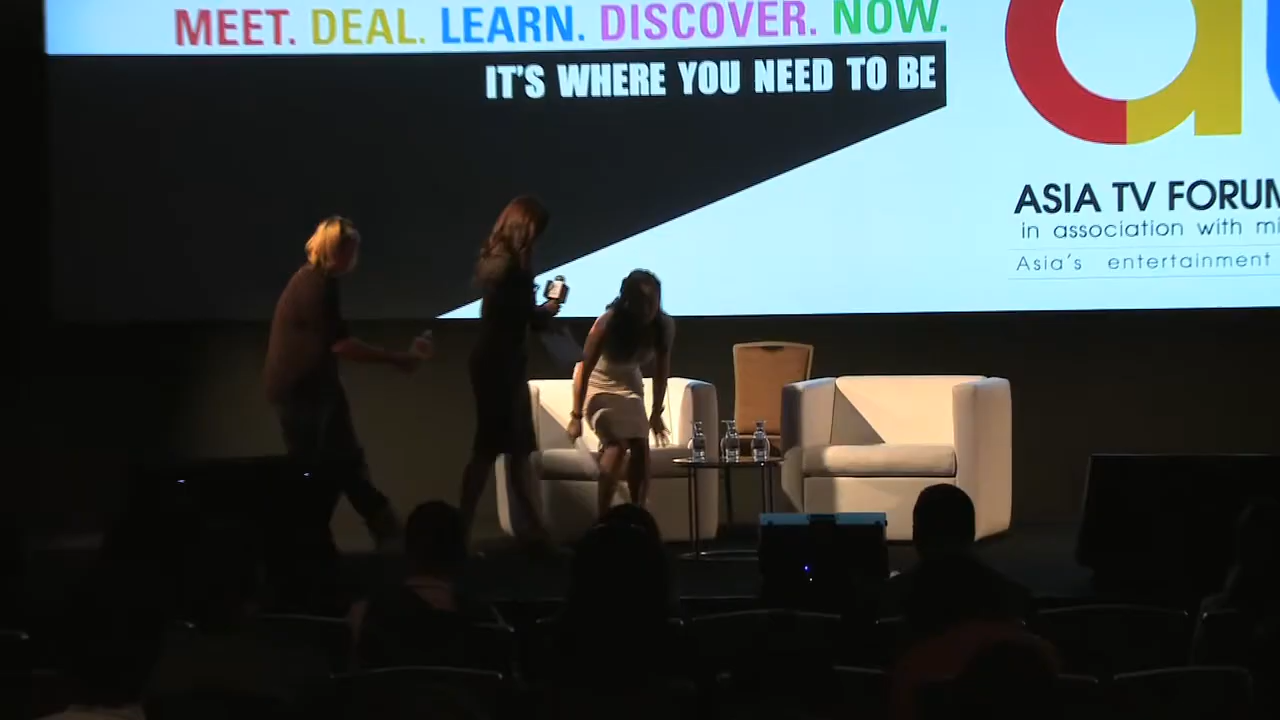 MEET. DEAL. LEARN. DISCOVER. NOW.
IT'S WHERE YOU NEED TO BE
ASIA TV FORUM
in association with
Asia's entertainment